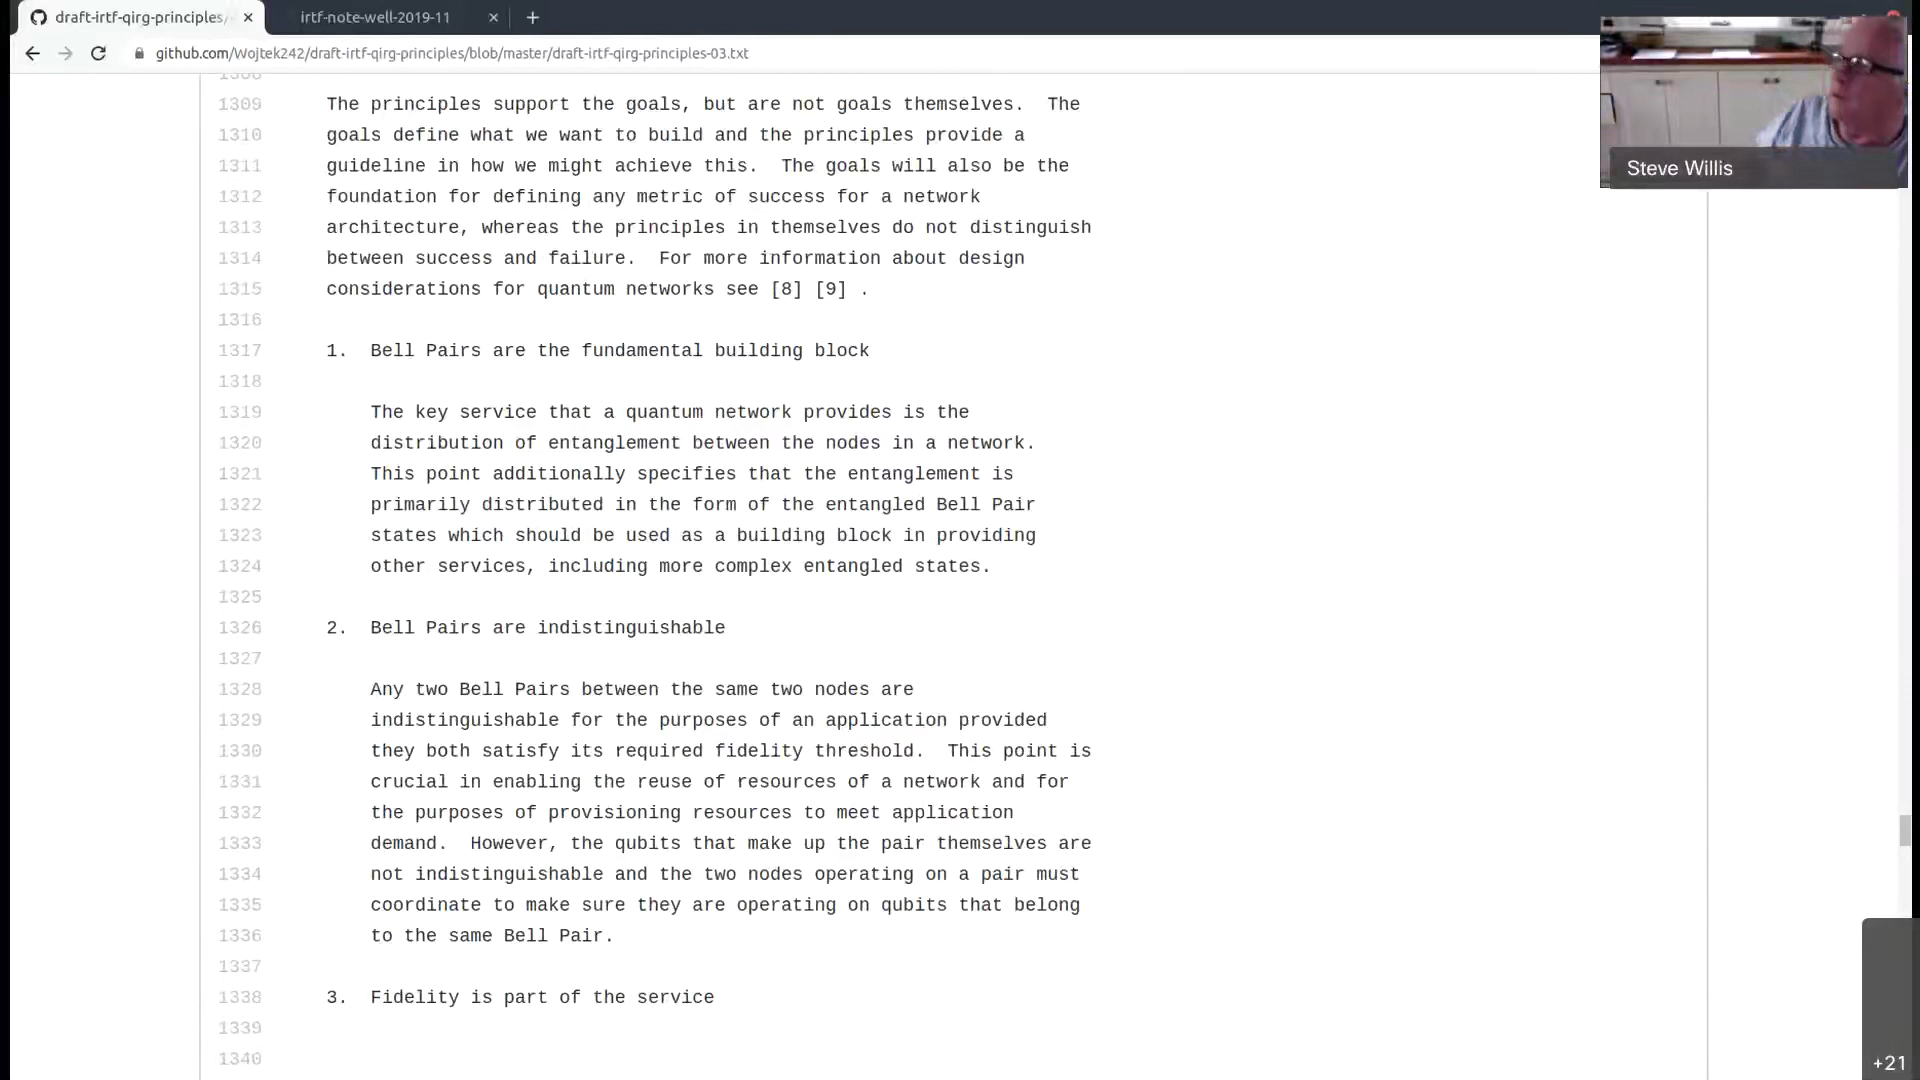 draft-irtf-qirg-principles/
irtf-note-well-2019-11
github.com/Wojtek242/draft-irtf-qirg-principles/blob/master/draft-irtf-qirg-principles-03.txt
Steve Willis
1308
1309 The principles support the goals, but are not goals themselves. The
1310 goals define what we want to build and the principles provide a
1311 guideline in how we might achieve this. The goals will also be the
1312 foundation for defining any metric of success for a network
1313 architecture, whereas the principles in themselves do not distinguish
1314 between success and failure. For more information about design
1315 considerations for quantum networks see [8] [9] .
1316
1317 1. Bell Pairs are the fundamental building block
1318
1319 The key service that a quantum network provides is the
1320 distribution of entanglement between the nodes in a network.
1321 This point additionally specifies that the entanglement is
1322 primarily distributed in the form of the entangled Bell Pair
1323 states which should be used as a building block in providing
1324 other services, including more complex entangled states.
1325
1326 2. Bell Pairs are indistinguishable
1327
1328 Any two Bell Pairs between the same two nodes are
1329 indistinguishable for the purposes of an application provided
1330 they both satisfy its required fidelity threshold. This point is
1331 crucial in enabling the reuse of resources of a network and for
1332 the purposes of provisioning resources to meet application
1333 demand. However, the qubits that make up the pair themselves are
1334 not indistinguishable and the two nodes operating on a pair must
1335 coordinate to make sure they are operating on qubits that belong
1336 to the same Bell Pair.
1337
1338 3. Fidelity is part of the service
1339
1340
+21